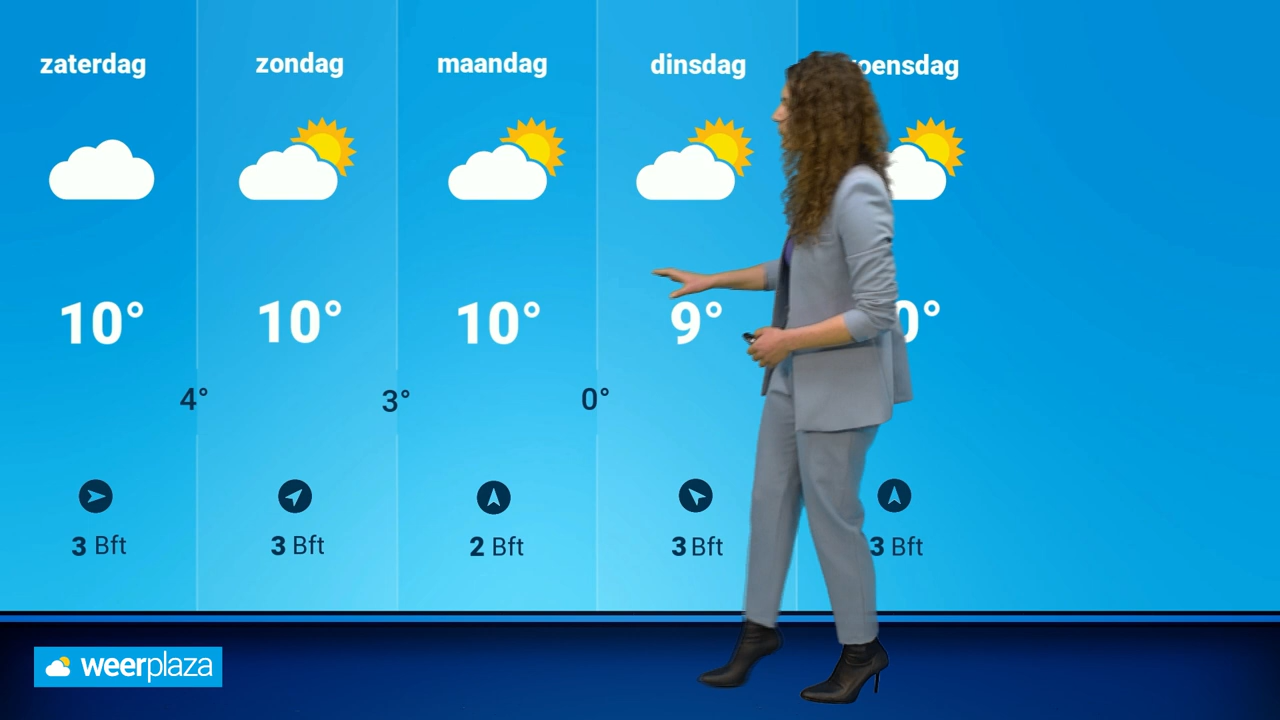 zaterdag zondag maandag dinsdag
10° 10° 10° 9°
4° 3° 0°
3 Bft 3 Bft 2 Bft 3 Bft 3 Bft
weerplaza